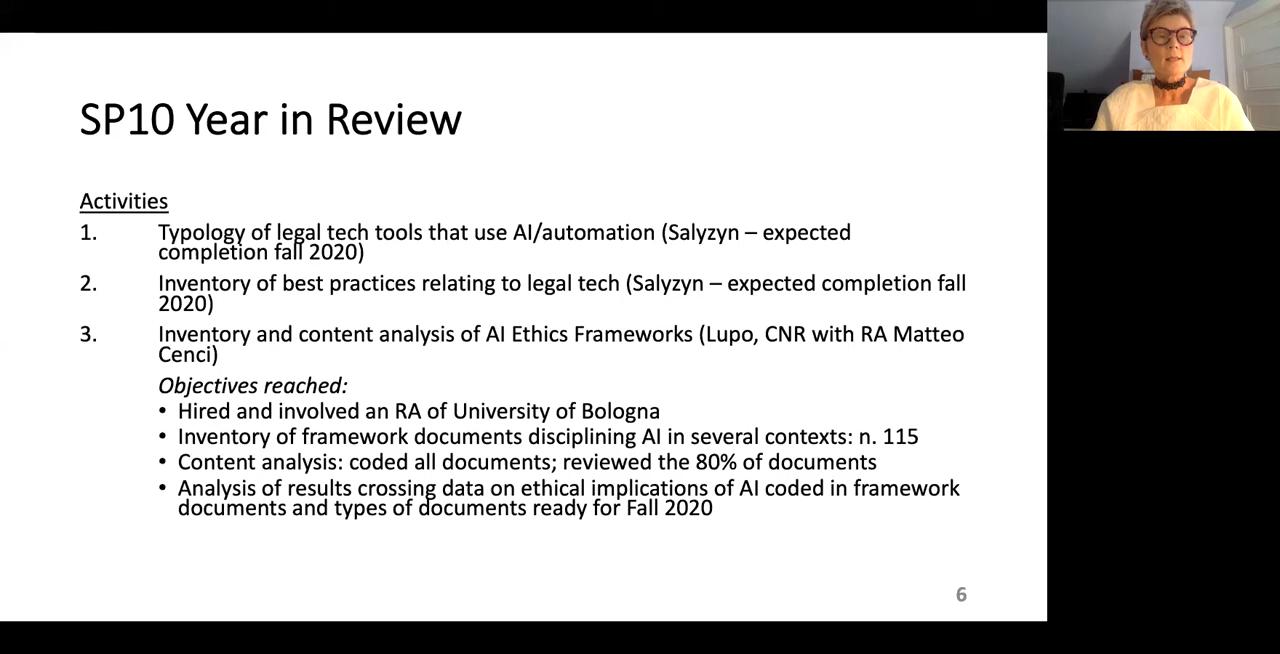 SP10 Year in Review
Activities
1. Typology of legal tech tools that use AI/automation (Salyzyn – expected
completion fall 2020)
2. Inventory of best practices relating to legal tech (Salyzyn – expected completion fall
2020)
3. Inventory and content analysis of AI Ethics Frameworks (Lupo, CNR with RA Matteo
Cenci)
Objectives reached:
• Hired and involved an RA of University of Bologna
• Inventory of framework documents disciplining AI in several contexts: n. 115
• Content analysis: coded all documents; reviewed the 80% of documents
• Analysis of results crossing data on ethical implications of AI coded in framework
documents and types of documents ready for Fall 2020
6